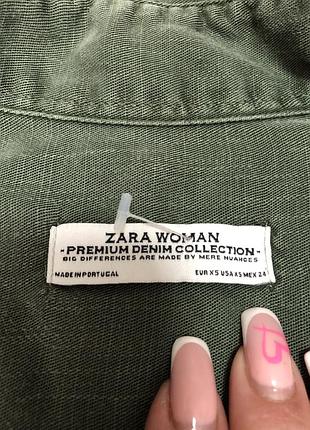 ZARA WOMAN
- PREMIUM DENIM COLLECTION -
BIG DIFFERENCES ARE MADE BY MERE NUANCES
MADE IN PORTUGAL EUR XS USA XS MEX 24